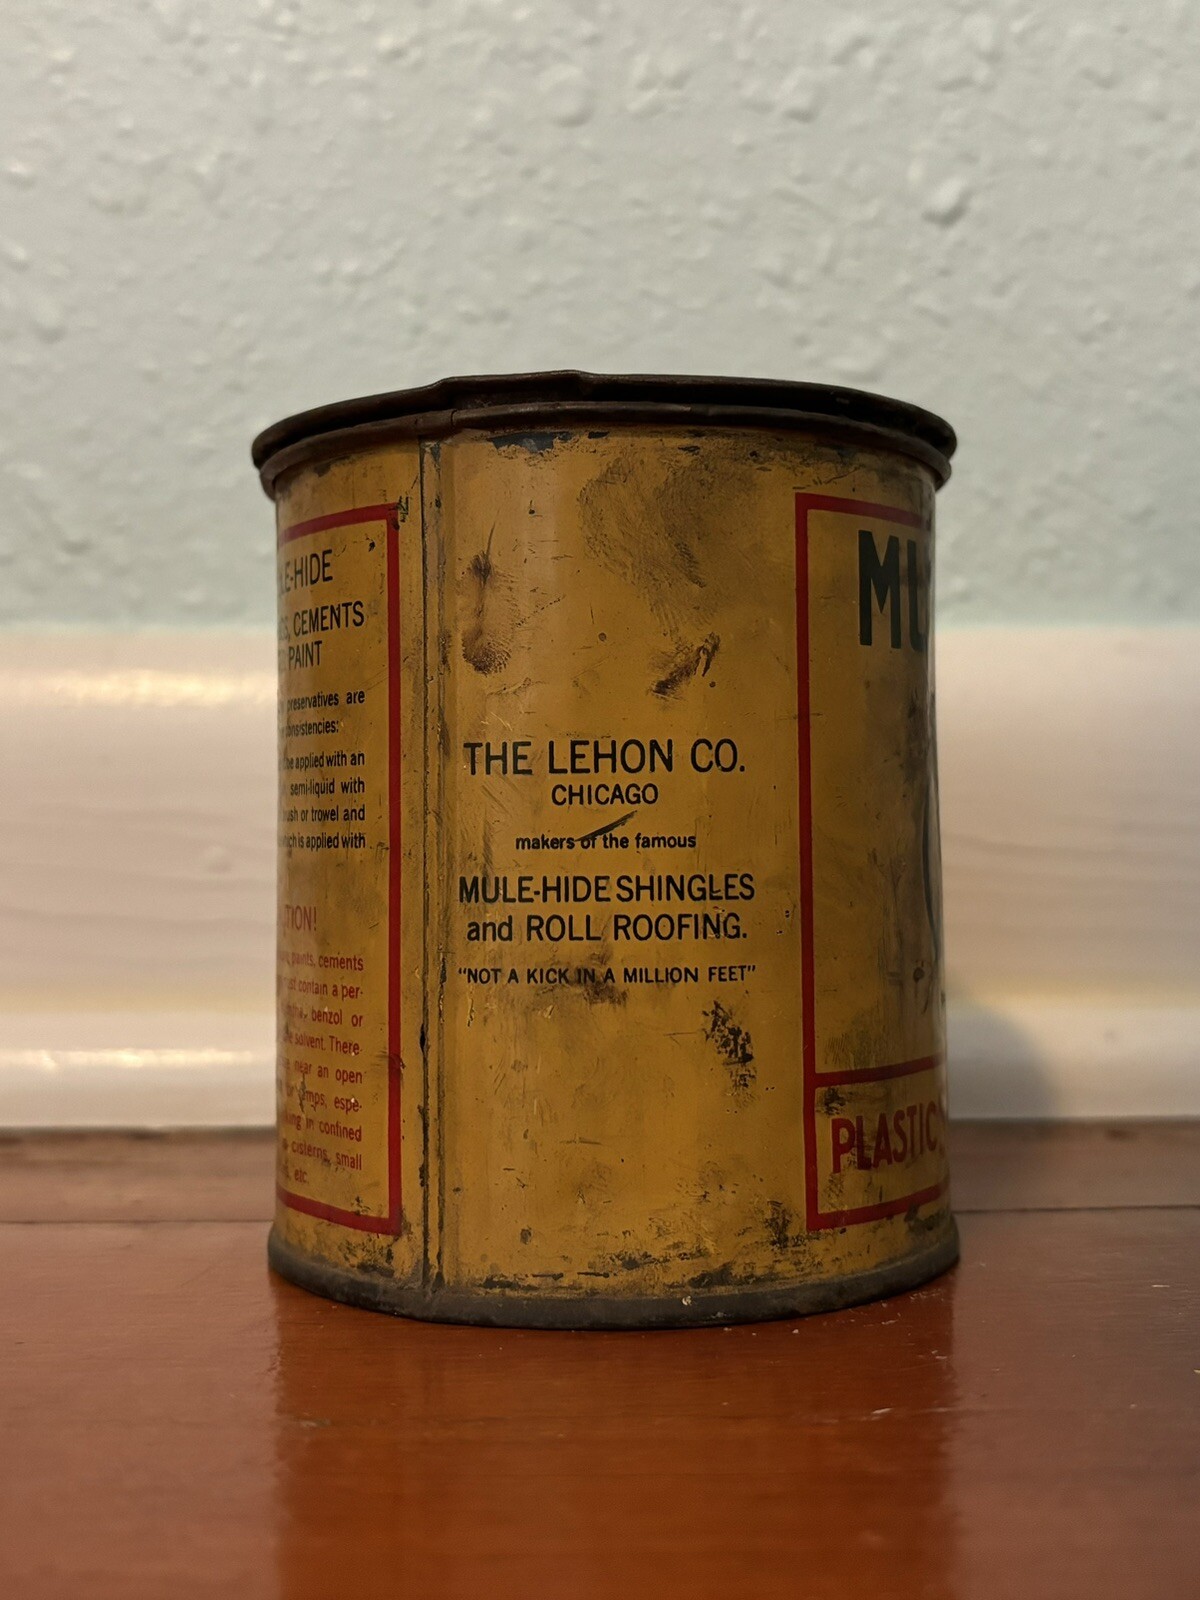 LE-HIDE
CEMENTS
PAINT
preservatives are
consistencies:
be applied with an
semi-liquid with
brush or trowel and
which is applied with
TION!
paints, cements
must contain a per-
benzol or
solvent. There-
near an open
espe-
in confined
cisterns, small
etc.
THE LEHON CO.
CHICAGO
makers of the famous
MULE-HIDE SHINGLES
and ROLL ROOFING.
"NOT A KICK IN A MILLION FEET"
MU
PLASTIC